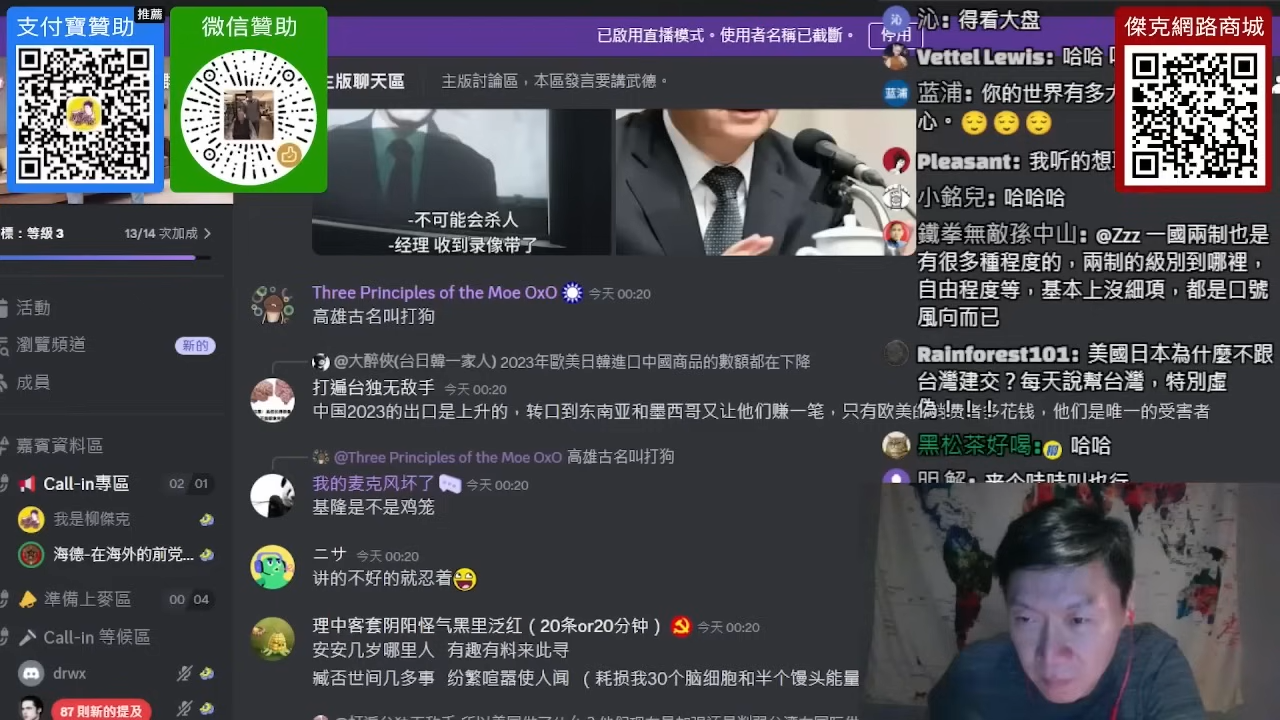 支付寶贊助
推薦
微信贊助
已啟用直播模式。使用者名稱已截斷。
停用
傑克網路商城
主版聊天區
主版討論區，本區發言要講武德。
標：等級 3
13/14 次加成
活動
瀏覽頻道
新的
成員
嘉賓資料區
Call-in專區
02 01
我是柳傑克
海德-在海外的前党...
準備上麥區
00 04
Call-in 等候區
drwx
87 則新的提及
-不可能会杀人
-经理 收到录像带了
Three Principles of the Moe OxO 今天 00:20
高雄古名叫打狗
@大醉俠(台日韓一家人) 2023年歐美日韓進口中國商品的數額都在下降
打遍台独无敌手 今天 00:20
中国2023的出口是上升的，转口到东南亚和墨西哥又让他们赚一笔，只有欧美的消费者多花钱，他们是唯一的受害者
@Three Principles of the Moe OxO 高雄古名叫打狗
我的麦克风坏了 今天 00:20
基隆是不是鸡笼
二サ 今天 00:20
讲的不好的就忍着😆
理中客套阴阳怪气黑里泛红（20条or20分钟） 今天 00:20
安安几岁哪里人 有趣有料来此寻
臧否世间几多事 纷繁喧嚣使人闻 （耗损我30个脑细胞和半个馒头能量
沁: 得看大盘
Vettel Lewis: 哈哈
蓝浦: 你的世界有多大
心。😌😌😌
Pleasant: 我听的想
小銘兒: 哈哈哈
鐵拳無敵孫中山: @Zzz 一國兩制也是
有很多種程度的，兩制的級別到哪裡，
自由程度等，基本上沒細項，都是口號
風向而已
Rainforest101: 美國日本為什麼不跟
台灣建交？每天說幫台灣，特別虛
偽！！！
黑松茶好喝: 哈哈
明 解: 来个哇哇叫也行